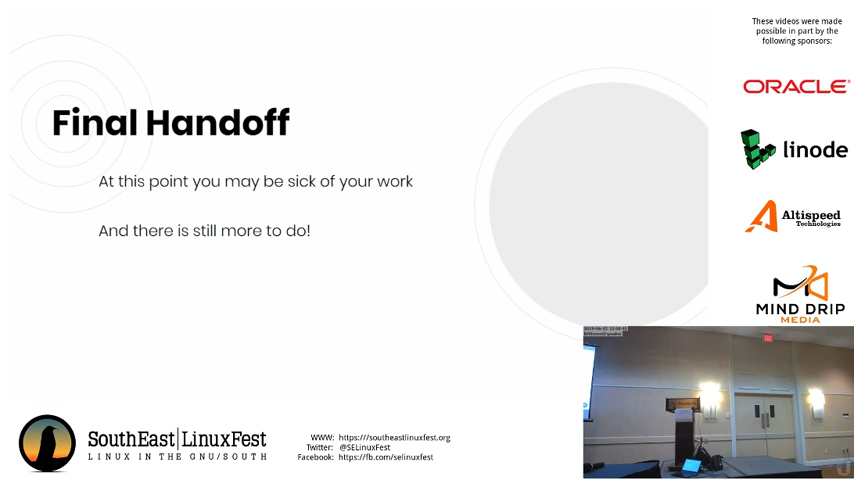 These videos were made
possible in part by the
following sponsors:
Final Handoff
ORACLE
At this point you may be sick of your work
linode
And there is still more to do!
Altispeed
Technologies
MIND DRIP
MEDIA
SouthEast|LinuxFest
LINUX IN THE GNU/SOUTH
WWW: https:///southeastlinuxfest.org
Twitter: @SELinuxFest
Facebook: https://fb.com/selinuxfest